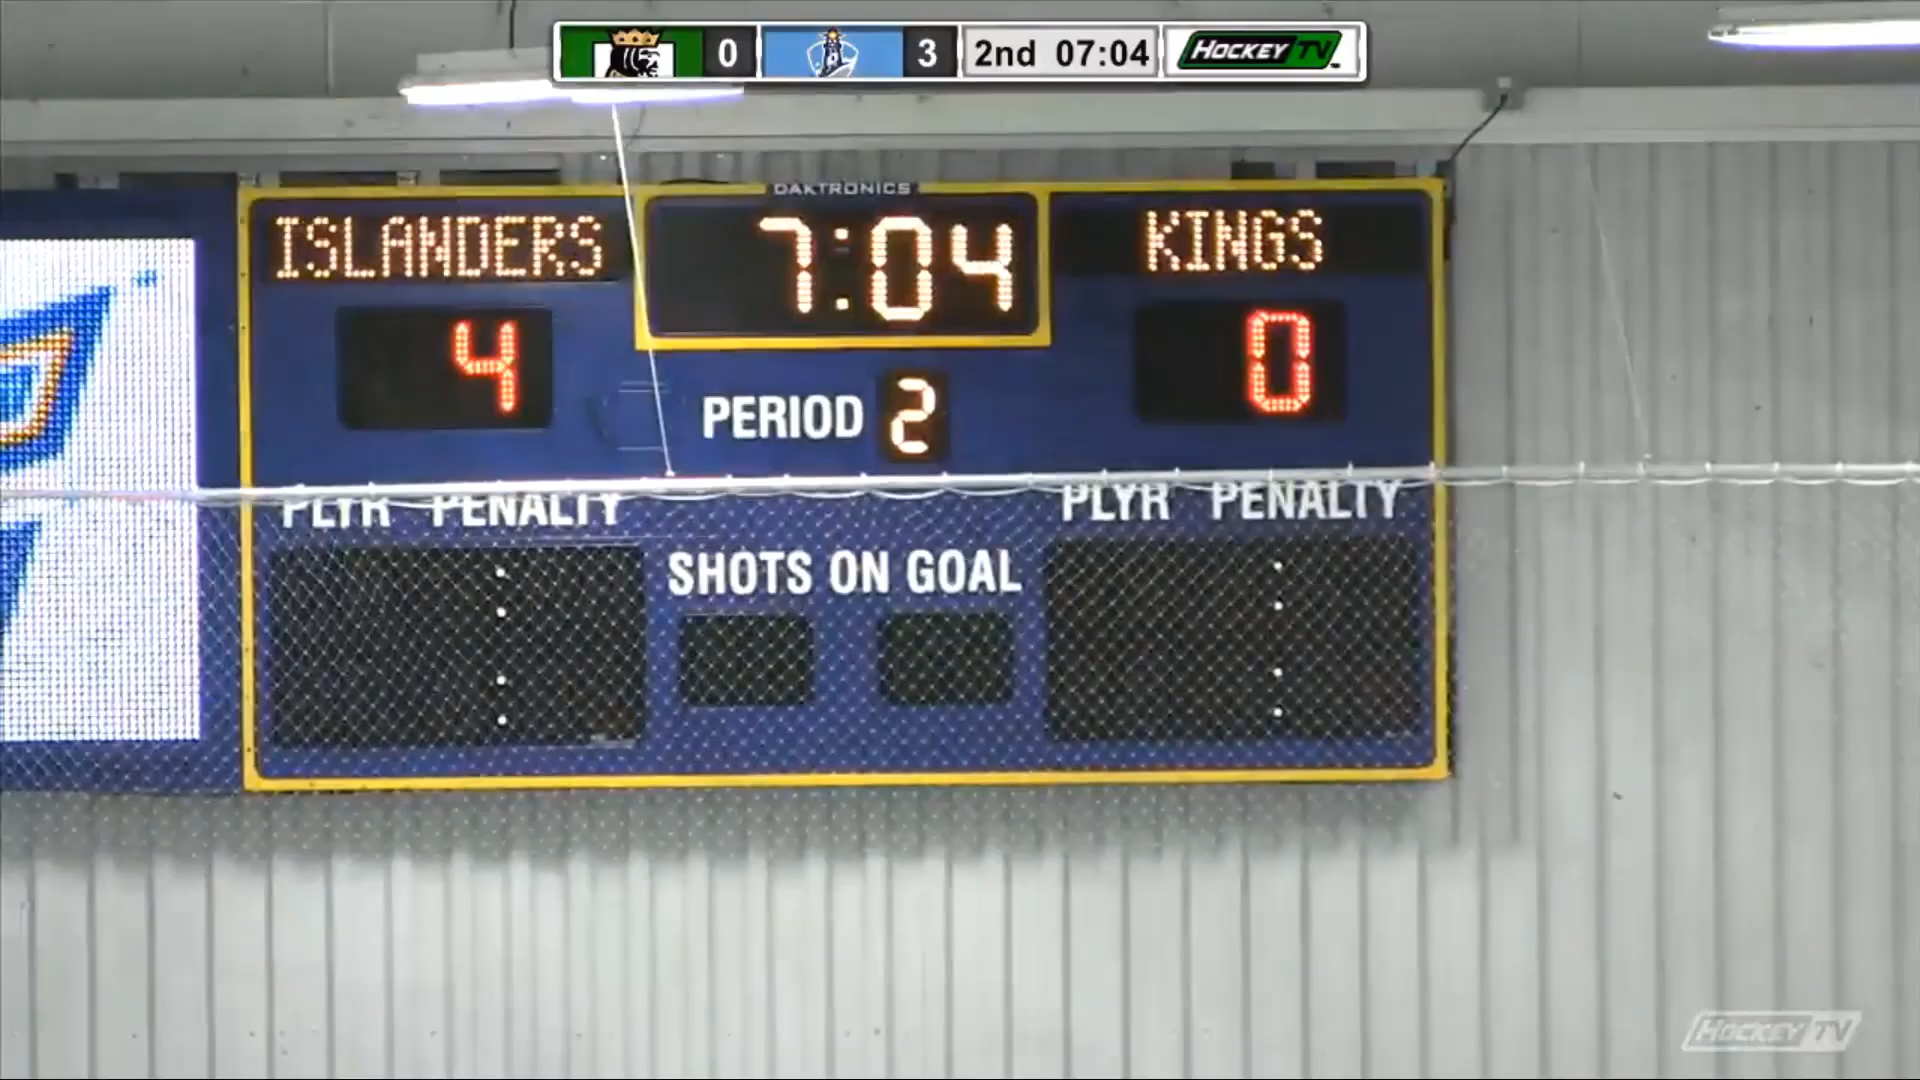 0 3 2nd 07:04 HOCKEY TV
DAKTRONICS
ISLANDERS 7:04 KINGS
4 0
PERIOD 2
PLYR PENALTY PLYR PENALTY
SHOTS ON GOAL
HOCKEY TV